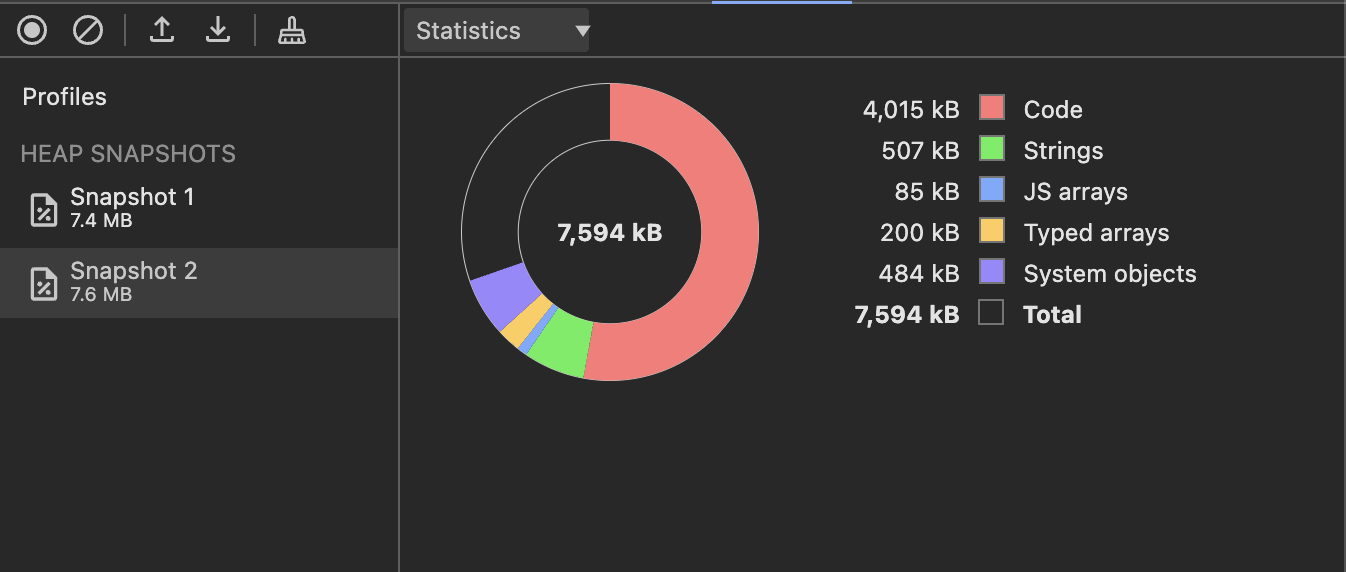 Statistics
Profiles
HEAP SNAPSHOTS
Snapshot 1
7.4 MB
Snapshot 2
7.6 MB
7,594 kB
4,015 kB Code
507 kB Strings
85 kB JS arrays
200 kB Typed arrays
484 kB System objects
7,594 kB Total